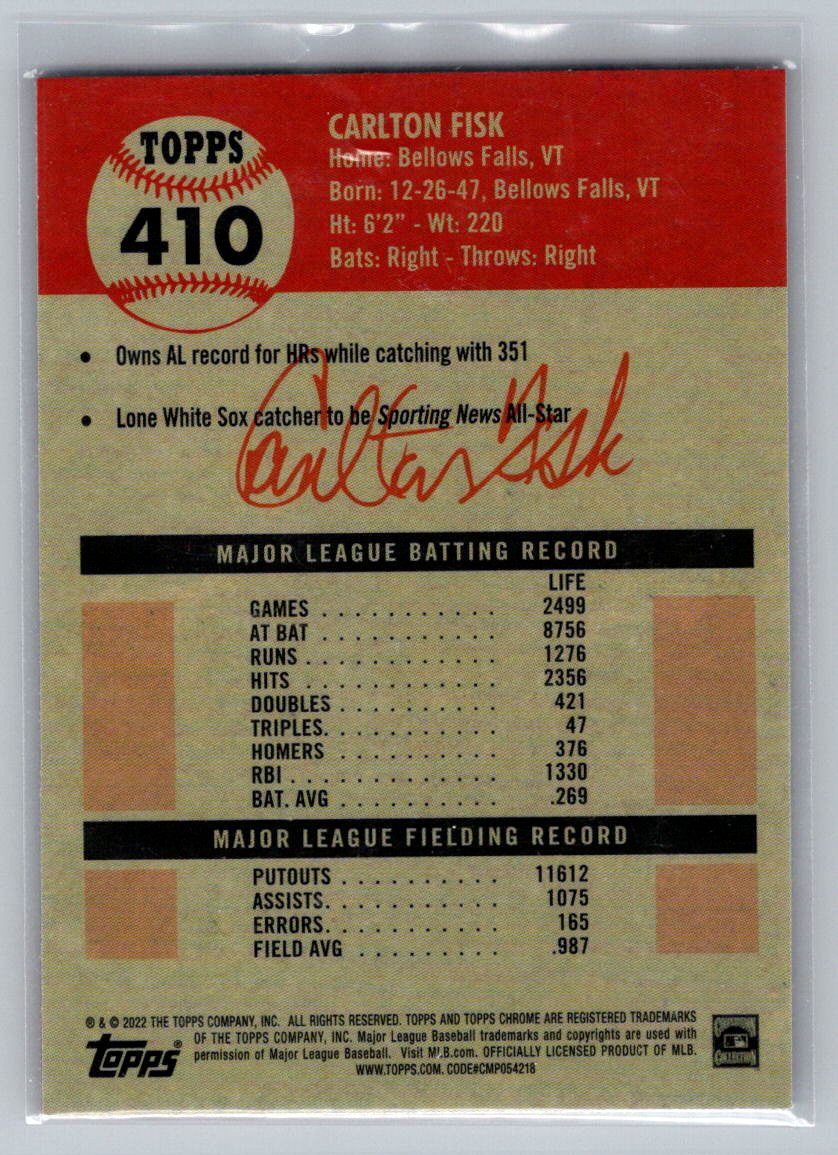 TOPPS
410
CARLTON FISK
Home: Bellows Falls, VT
Born: 12-26-47, Bellows Falls, VT
Ht: 6'2" - Wt: 220
Bats: Right - Throws: Right
• Owns AL record for HRs while catching with 351
• Lone White Sox catcher to be Sporting News All-Star
Carlton Fisk
MAJOR LEAGUE BATTING RECORD
LIFE
GAMES . . . . . . . . . . . 2499
AT BAT . . . . . . . . . . . 8756
RUNS . . . . . . . . . . . . 1276
HITS . . . . . . . . . . . . 2356
DOUBLES . . . . . . . . . . 421
TRIPLES. . . . . . . . . . . 47
HOMERS . . . . . . . . . . 376
RBI . . . . . . . . . . . . . 1330
BAT. AVG . . . . . . . . . . .269
MAJOR LEAGUE FIELDING RECORD
PUTOUTS . . . . . . . . . . 11612
ASSISTS. . . . . . . . . . . 1075
ERRORS. . . . . . . . . . . 165
FIELD AVG . . . . . . . . . .987
® & © 2022 THE TOPPS COMPANY, INC. ALL RIGHTS RESERVED. TOPPS AND TOPPS CHROME ARE REGISTERED TRADEMARKS
OF THE TOPPS COMPANY, INC. Major League Baseball trademarks and copyrights are used with
permission of Major League Baseball. Visit MLB.com. OFFICIALLY LICENSED PRODUCT OF MLB.
WWW.TOPPS.COM. CODE#CMP054218
topps®
COOPERSTOWN
COLLECTION